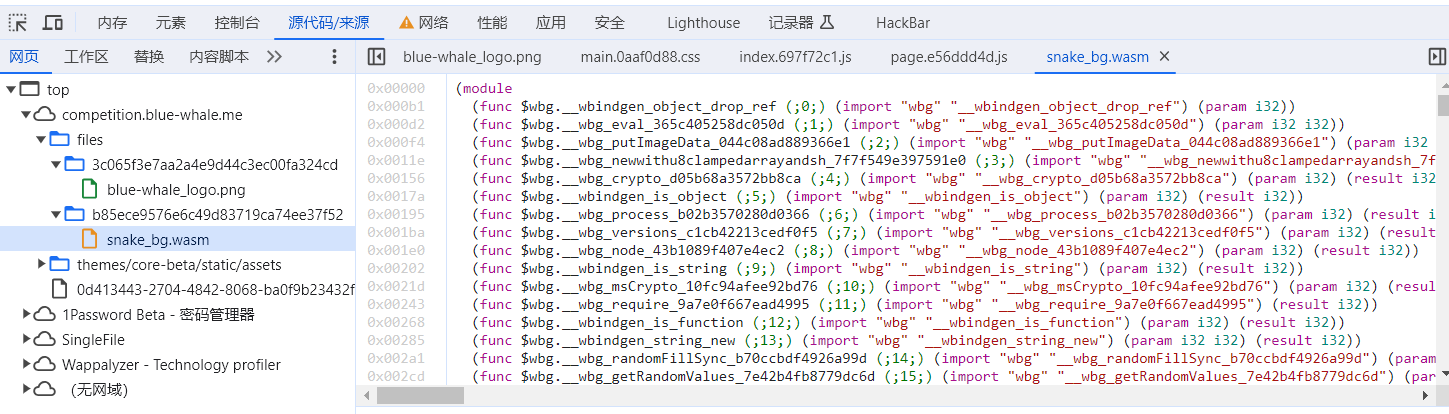 内存 元素 控制台 源代码/来源 网络 性能 应用 安全 Lighthouse 记录器 HackBar
网页 工作区 替换 内容脚本 blue-whale_logo.png main.0aaf0d88.css index.697f72c1.js page.e56ddd4d.js snake_bg.wasm
top
competition.blue-whale.me
files
3c065f3e7aa2a4e9d44c3ec00fa324cd
blue-whale_logo.png
b85ece9576e6c49d83719ca74ee37f52
snake_bg.wasm
themes/core-beta/static/assets
0d413443-2704-4842-8068-ba0f9b23432f
1Password Beta - 密码管理器
SingleFile
Wappalyzer - Technology profiler
(无网域)
0x00000 (module
0x000b1 (func $wbg.__wbindgen_object_drop_ref (;0;) (import "wbg" "__wbindgen_object_drop_ref") (param i32))
0x000d2 (func $wbg.__wbg_eval_365c405258dc050d (;1;) (import "wbg" "__wbg_eval_365c405258dc050d") (param i32 i32))
0x000f4 (func $wbg.__wbg_putImageData_044c08ad889366e1 (;2;) (import "wbg" "__wbg_putImageData_044c08ad889366e1") (param i32
0x0011e (func $wbg.__wbg_newwithu8clampedarrayandsh_7f7f549e397591e0 (;3;) (import "wbg" "__wbg_newwithu8clampedarrayandsh_7f
0x00156 (func $wbg.__wbg_crypto_d05b68a3572bb8ca (;4;) (import "wbg" "__wbg_crypto_d05b68a3572bb8ca") (param i32) (result i32
0x0017a (func $wbg.__wbindgen_is_object (;5;) (import "wbg" "__wbindgen_is_object") (param i32) (result i32))
0x00195 (func $wbg.__wbg_process_b02b3570280d0366 (;6;) (import "wbg" "__wbg_process_b02b3570280d0366") (param i32) (result i
0x001ba (func $wbg.__wbg_versions_c1cb42213cedf0f5 (;7;) (import "wbg" "__wbg_versions_c1cb42213cedf0f5") (param i32) (result
0x001e0 (func $wbg.__wbg_node_43b1089f407e4ec2 (;8;) (import "wbg" "__wbg_node_43b1089f407e4ec2") (param i32) (result i32))
0x00202 (func $wbg.__wbindgen_is_string (;9;) (import "wbg" "__wbindgen_is_string") (param i32) (result i32))
0x0021d (func $wbg.__wbg_msCrypto_10fc94afee92bd76 (;10;) (import "wbg" "__wbg_msCrypto_10fc94afee92bd76") (param i32) (resul
0x00243 (func $wbg.__wbg_require_9a7e0f667ead4995 (;11;) (import "wbg" "__wbg_require_9a7e0f667ead4995") (result i32))
0x00268 (func $wbg.__wbindgen_is_function (;12;) (import "wbg" "__wbindgen_is_function") (param i32) (result i32))
0x00285 (func $wbg.__wbindgen_string_new (;13;) (import "wbg" "__wbindgen_string_new") (param i32 i32) (result i32))
0x002a1 (func $wbg.__wbg_randomFillSync_b70ccbdf4926a99d (;14;) (import "wbg" "__wbg_randomFillSync_b70ccbdf4926a99d") (param
0x002cd (func $wbg.__wbg_getRandomValues_7e42b4fb8779dc6d (;15;) (import "wbg" "__wbg_getRandomValues_7e42b4fb8779dc6d") (par